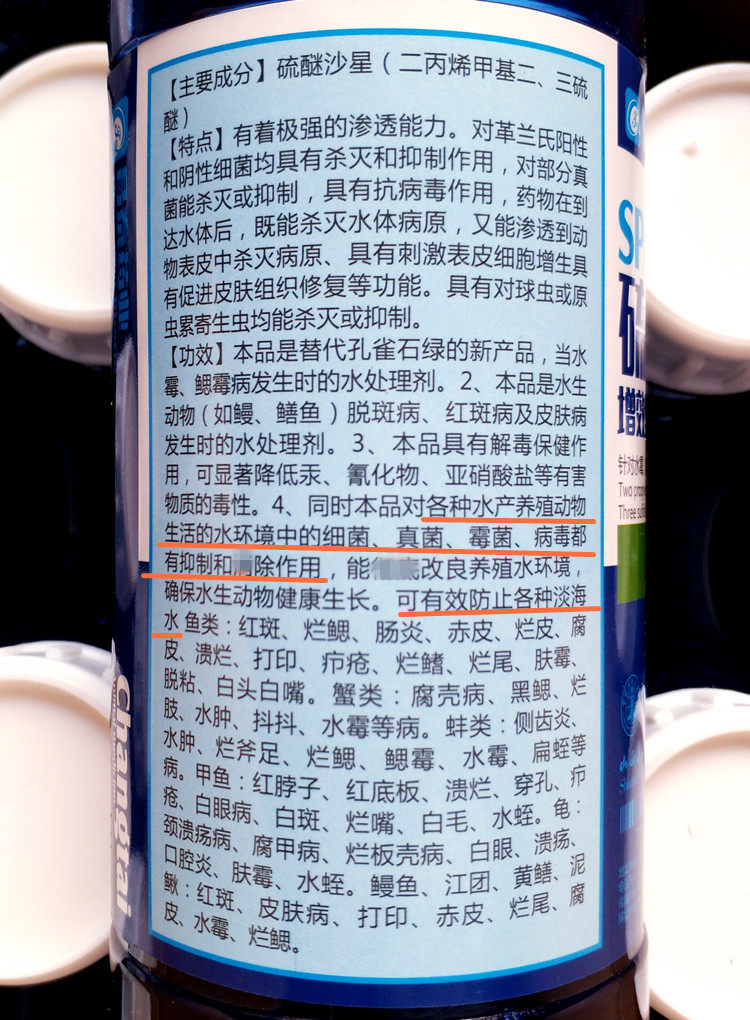 【主要成分】硫醚沙星（二丙烯甲基二、三硫
醚）
【特点】有着极强的渗透能力。对革兰氏阳性
和阴性细菌均具有杀灭和抑制作用，对部分真
菌能杀灭或抑制，具有抗病毒作用，药物在到
达水体后，既能杀灭水体病原，又能渗透到动
物表皮中杀灭病原、具有刺激表皮细胞增生具
有促进皮肤组织修复等功能。具有对球虫或原
虫累寄生虫均能杀灭或抑制。
【功效】本品是替代孔雀石绿的新产品，当水
霉、鳃霉病发生时的水处理剂。2、本品是水生
动物（如鳗、鳝鱼）脱斑病、红斑病及皮肤病
发生时的水处理剂。3、本品具有解毒保健作
用，可显著降低汞、氰化物、亚硝酸盐等有害
物质的毒性。4、同时本品对各种水产养殖动物
生活的水环境中的细菌、真菌、霉菌、病毒都
有抑制和除作用，能改良养殖水环境，
确保水生动物健康生长。可有效防止各种淡海
水鱼类：红斑、烂鳃、肠炎、赤皮、烂皮、腐
皮、溃烂、打印、疖疮、烂鳍、烂尾、肤霉、
脱粘、白头白嘴。蟹类：腐壳病、黑鳃、烂
肢、水肿、抖抖、水霉等病。蚌类：侧齿炎、
水肿、烂斧足、烂鳃、鳃霉、水霉、扁蛭等
病。甲鱼：红脖子、红底板、溃烂、穿孔、疖
疮、白眼病、白斑、烂嘴、白毛、水蛭。龟：
颈溃疡病、腐甲病、烂板壳病、白眼、溃疡、
口腔炎、肤霉、水蛭。鳗鱼、江团、黄鳝、泥
鳅：红斑、皮肤病、打印、赤皮、烂尾、腐
皮、水霉、烂鳃。
Changtai
SP
硫
增效
针对水霉
Two prop
Three su